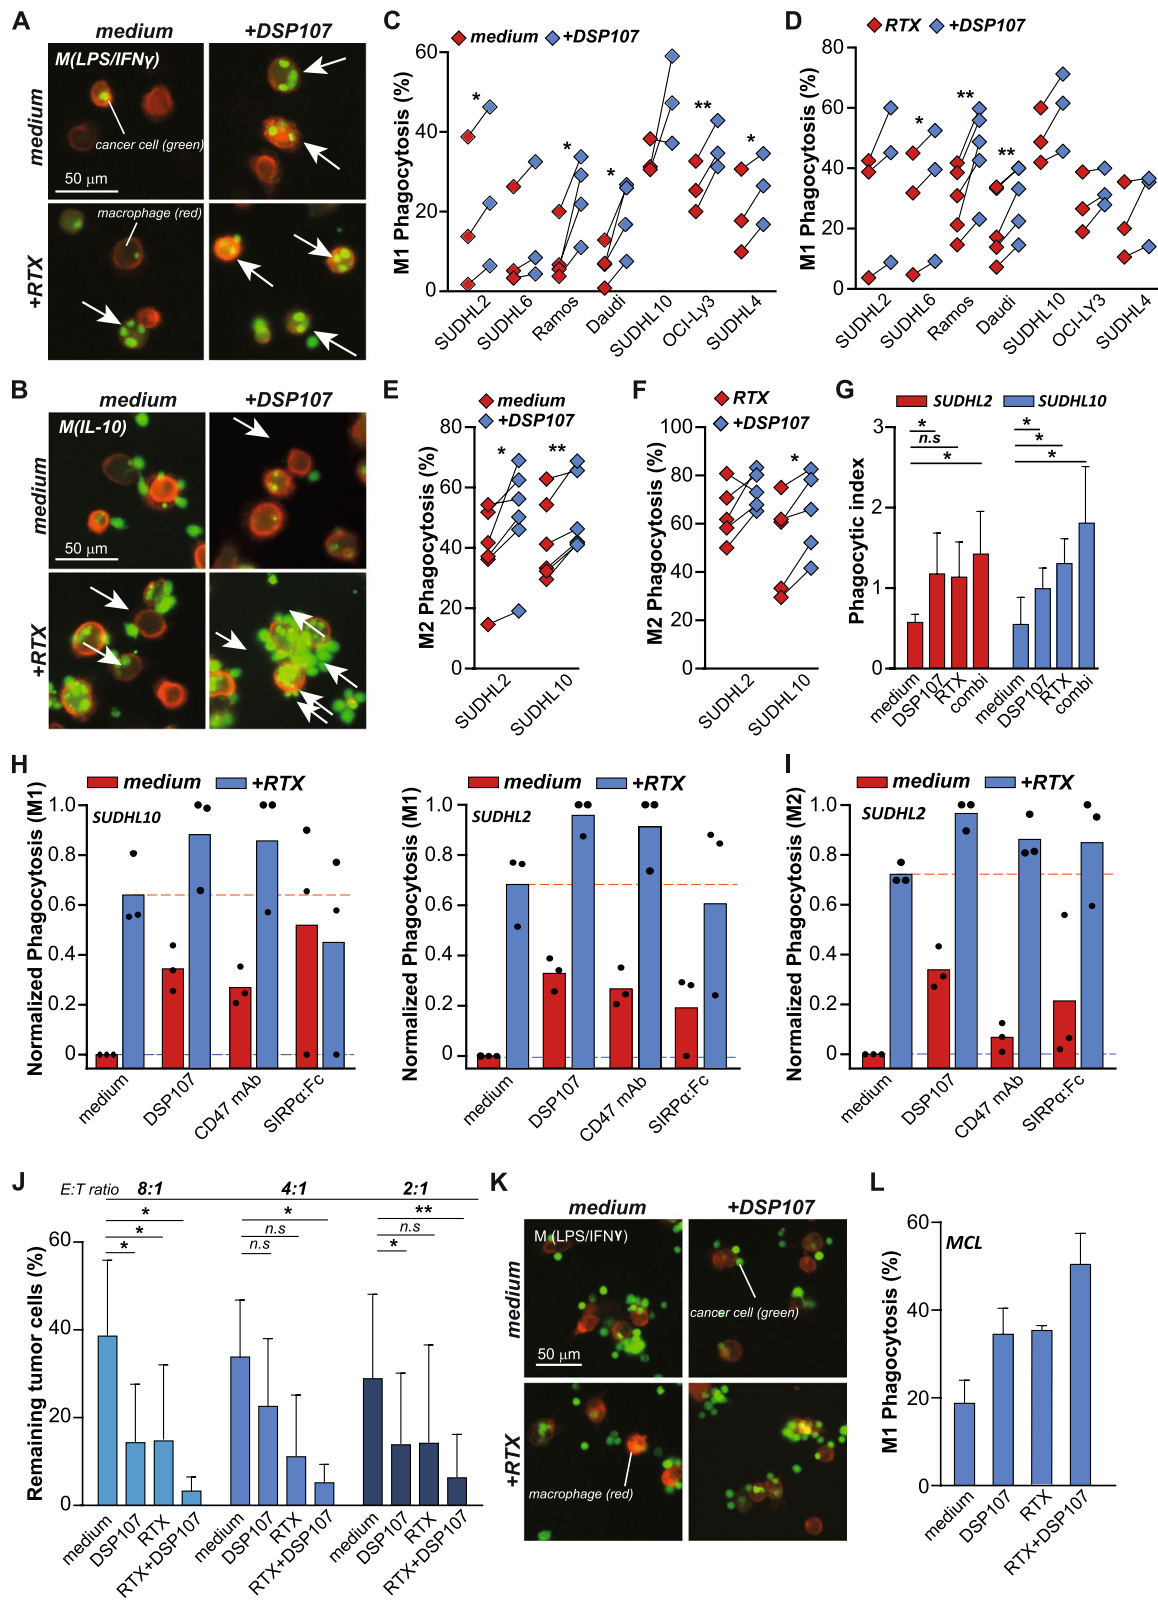 A
medium
+DSP107
M(LPS/IFNγ)
cancer cell (green)
50 μm
medium
macrophage (red)
+RTX
B
medium
+DSP107
M(IL-10)
50 μm
medium
+RTX
C
medium +DSP107
M1 Phagocytosis (%)
60
40
20
0
* * * ** *
SUDHL2 SUDHL6 Ramos Daudi SUDHL10 OCI-Ly3 SUDHL4
D
RTX +DSP107
M1 Phagocytosis (%)
80
60
40
20
0
* ** **
SUDHL2 SUDHL6 Ramos Daudi SUDHL10 OCI-LY3 SUDHL4
E
medium
+DSP107
M2 Phagocytosis (%)
80
60
40
20
0
* **
SUDHL2 SUDHL10
F
RTX
+DSP107
M2 Phagocytosis (%)
100
80
60
40
20
0
*
SUDHL2 SUDHL10
G
SUDHL2 SUDHL10
Phagocytic index
3
2
1
0
*
n.s
*
*
*
*
medium DSP107 RTX combi medium DSP107 RTX combi
H
medium +RTX
SUDHL10
Normalized Phagocytosis (M1)
1.0
0.8
0.6
0.4
0.2
0
medium DSP107 CD47 mAb SIRPα:Fc
medium +RTX
SUDHL2
Normalized Phagocytosis (M1)
1.0
0.8
0.6
0.4
0.2
0
medium DSP107 CD47 mAb SIRPα:Fc
I
medium +RTX
SUDHL2
Normalized Phagocytosis (M2)
1.0
0.8
0.6
0.4
0.2
0
medium DSP107 CD47 mAb SIRPα:Fc
J
E:T ratio 8:1 4:1 2:1
* * **
* n.s n.s
* n.s *
Remaining tumor cells (%)
60
40
20
0
medium DSP107 RTX RTX+DSP107 medium DSP107 RTX RTX+DSP107 medium DSP107 RTX RTX+DSP107
K
medium
+DSP107
M (LPS/IFNγ)
cancer cell (green)
50 μm
medium
macrophage (red)
+RTX
L
MCL
M1 Phagocytosis (%)
60
40
20
0
medium DSP107 RTX RTX+DSP107